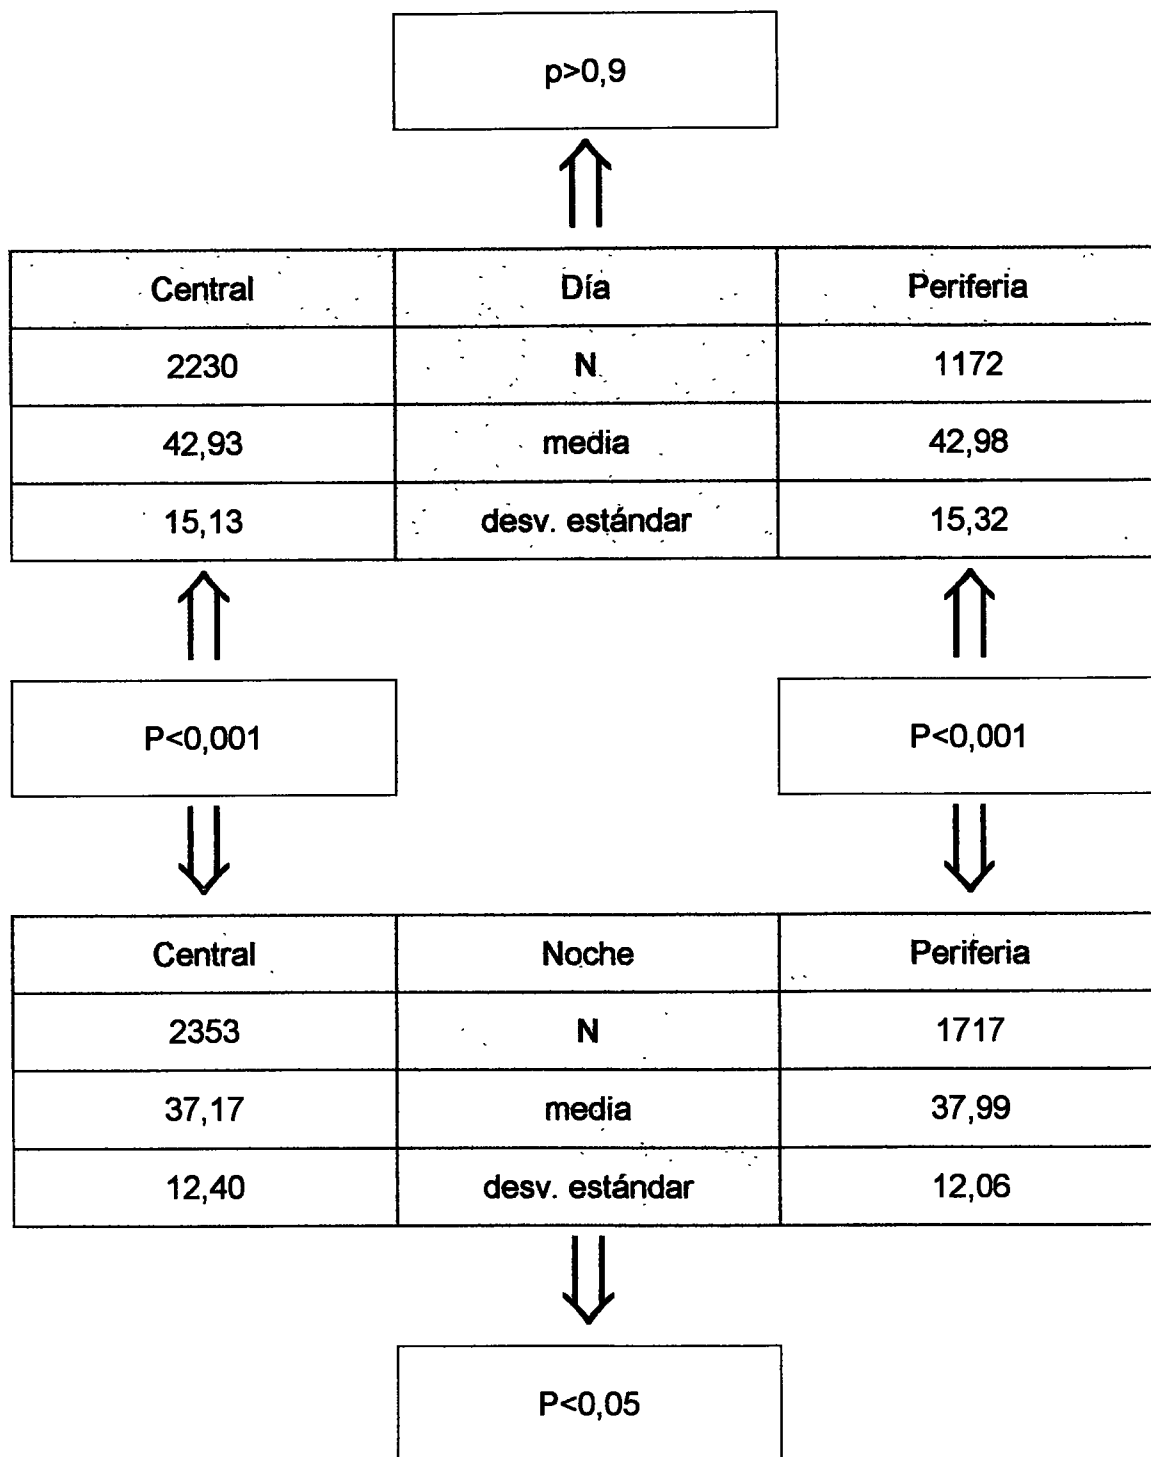 p>0,9
Central Día Periferia
2230 N 1172
42,93 media 42,98
15,13 desv. estándar 15,32
P<0,001 P<0,001
Central Noche Periferia
2353 N 1717
37,17 media 37,99
12,40 desv. estándar 12,06
P<0,05